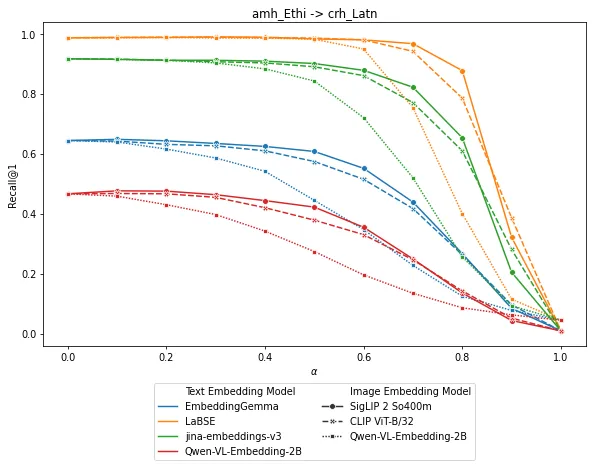 amh_Ethi -> crh_Latn
Recall@1
1.0
0.8
0.6
0.4
0.2
0.0
0.0 0.2 0.4 0.6 0.8 1.0
α
Text Embedding Model
EmbeddingGemma
LaBSE
jina-embeddings-v3
Qwen-VL-Embedding-2B
Image Embedding Model
SigLIP 2 So400m
CLIP ViT-B/32
Qwen-VL-Embedding-2B